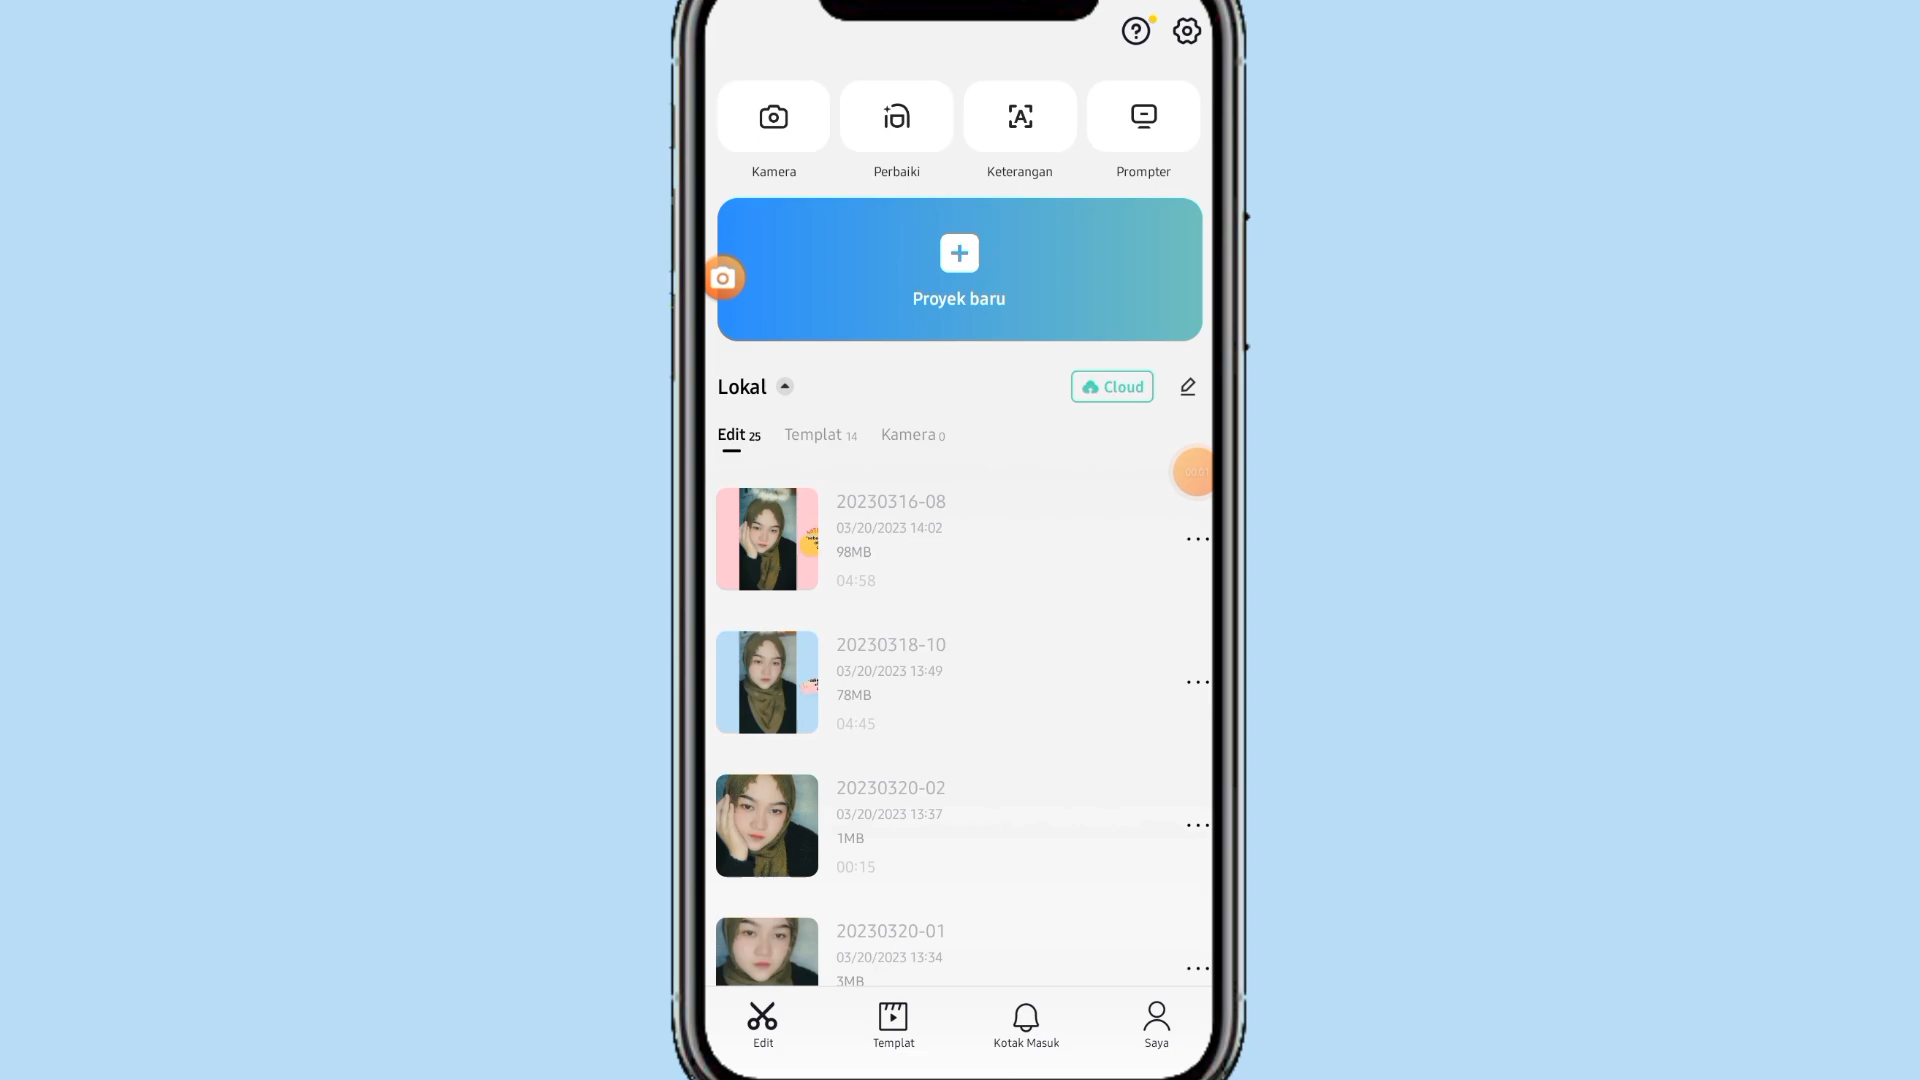 Kamera
Perbaiki
Keterangan
Prompter
Proyek baru
Lokal
Cloud
Edit 25
Templat 14
Kamera 0
20230316-08
03/20/2023 14:02
98MB
04:58
20230318-10
03/20/2023 13:49
78MB
04:45
20230320-02
03/20/2023 13:37
1MB
00:15
20230320-01
03/20/2023 13:34
3MB
Edit
Templat
Kotak Masuk
Saya